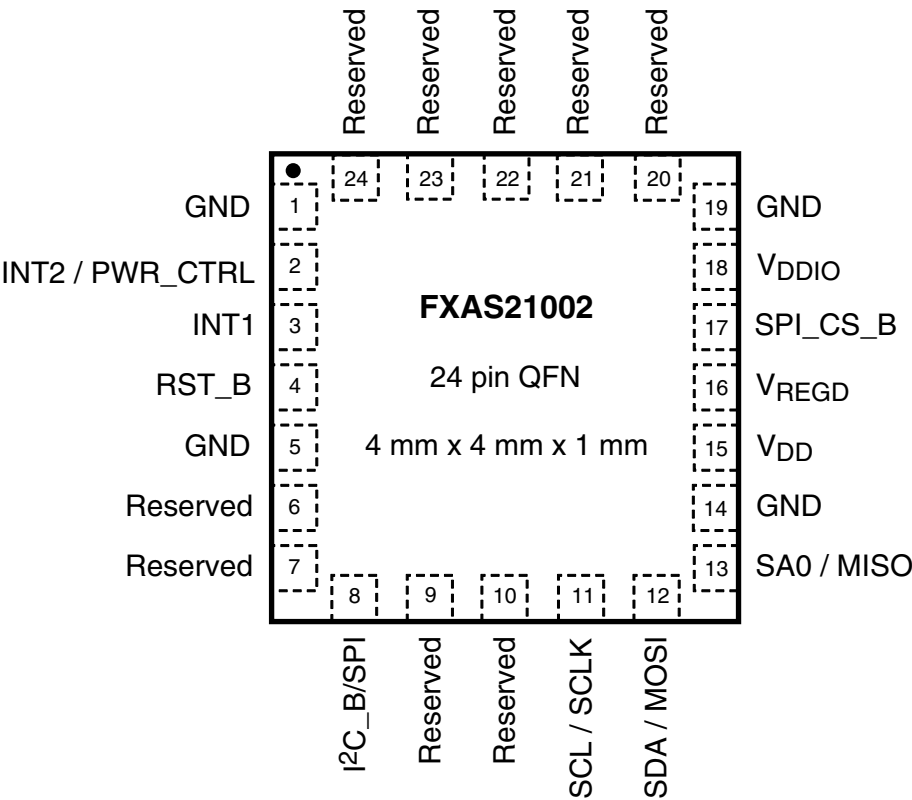 Reserved
Reserved
Reserved
Reserved
Reserved
24
23
22
21
20
GND
1
19
GND
INT2 / PWR_CTRL
2
18
VDDIO
FXAS21002
INT1
3
17
SPI_CS_B
24 pin QFN
RST_B
4
16
VREGD
4 mm x 4 mm x 1 mm
GND
5
15
VDD
Reserved
6
14
GND
Reserved
7
13
SA0 / MISO
8
9
10
11
12
I2C_B/SPI
Reserved
Reserved
SCL / SCLK
SDA / MOSI